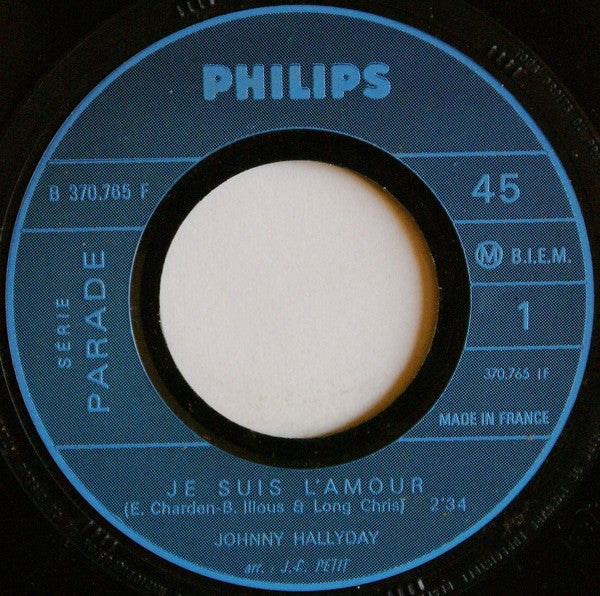 PHILIPS
B 370.765 F
45
M B.I.E.M.
SÉRIE
PARADE
1
370.765 1F
MADE IN FRANCE
JE SUIS L'AMOUR
(E. Charden-B. Illous & Long Chris) 2'34
JOHNNY HALLYDAY
arr. : J.C. PETIT